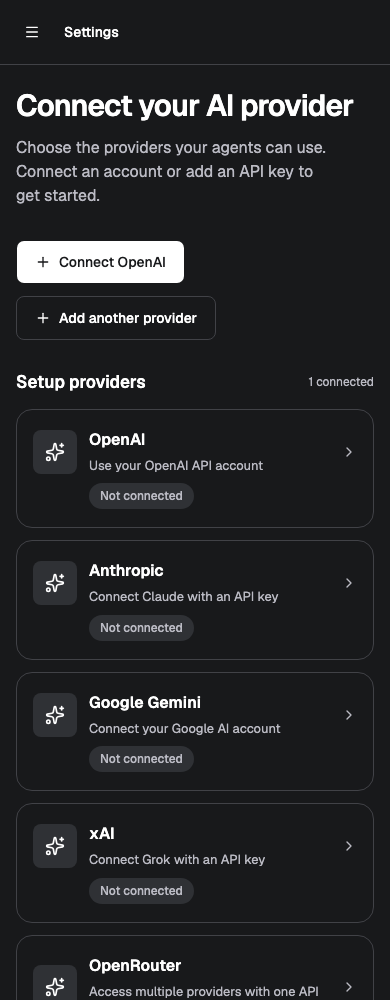 Settings
Connect your AI provider
Choose the providers your agents can use.
Connect an account or add an API key to
get started.
Connect OpenAI
Add another provider
Setup providers
1 connected
OpenAI
Use your OpenAI API account
Not connected
Anthropic
Connect Claude with an API key
Not connected
Google Gemini
Connect your Google AI account
Not connected
xAI
Connect Grok with an API key
Not connected
OpenRouter
Access multiple providers with one API